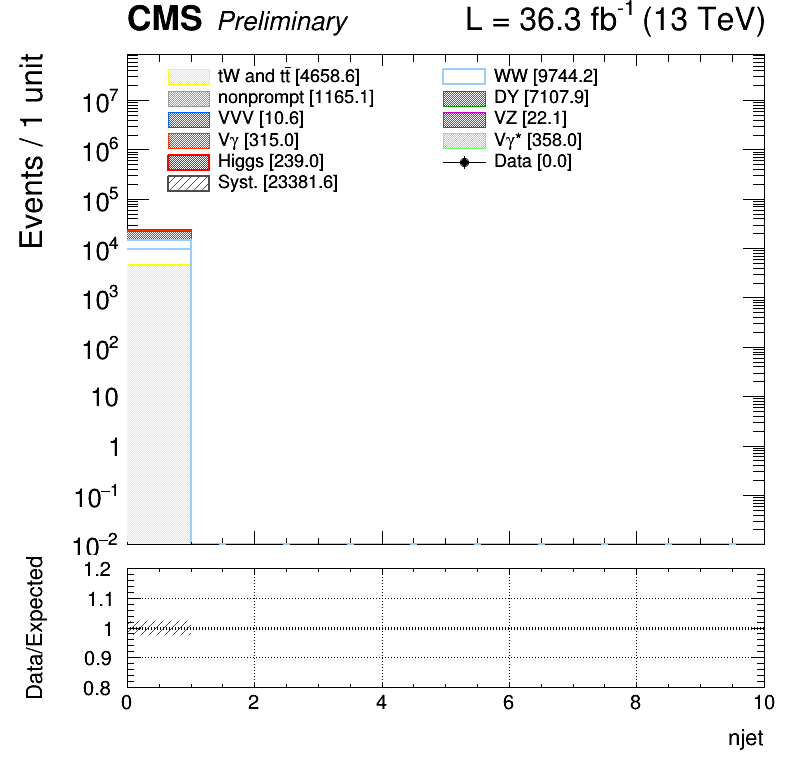 CMS Preliminary L = 36.3 fb⁻¹ (13 TeV)
Events / 1 unit
tW and tt̄ [4658.6] WW [9744.2]
nonprompt [1165.1] DY [7107.9]
VVV [10.6] VZ [22.1]
Vγ [315.0] Vγ* [358.0]
Higgs [239.0] Data [0.0]
Syst. [23381.6]
10⁷
10⁶
10⁵
10⁴
10³
10²
10
1
10⁻¹
10⁻²
Data/Expected
1.2
1.1
1
0.9
0.8
0 2 4 6 8 10
njet